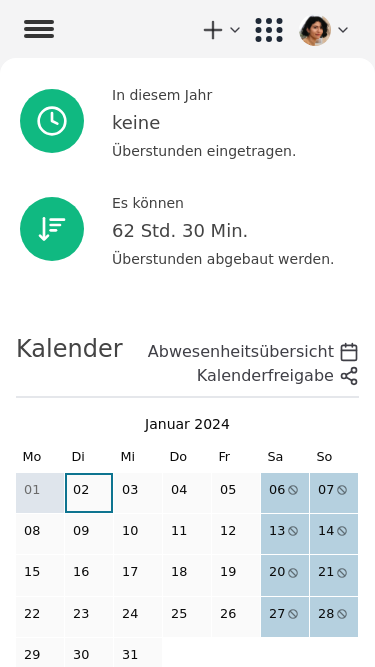 In diesem Jahr
keine
Überstunden eingetragen.
Es können
62 Std. 30 Min.
Überstunden abgebaut werden.
Kalender
Abwesenheitsübersicht
Kalenderfreigabe
Januar 2024
Mo Di Mi Do Fr Sa So
01 02 03 04 05 06 07
08 09 10 11 12 13 14
15 16 17 18 19 20 21
22 23 24 25 26 27 28
29 30 31